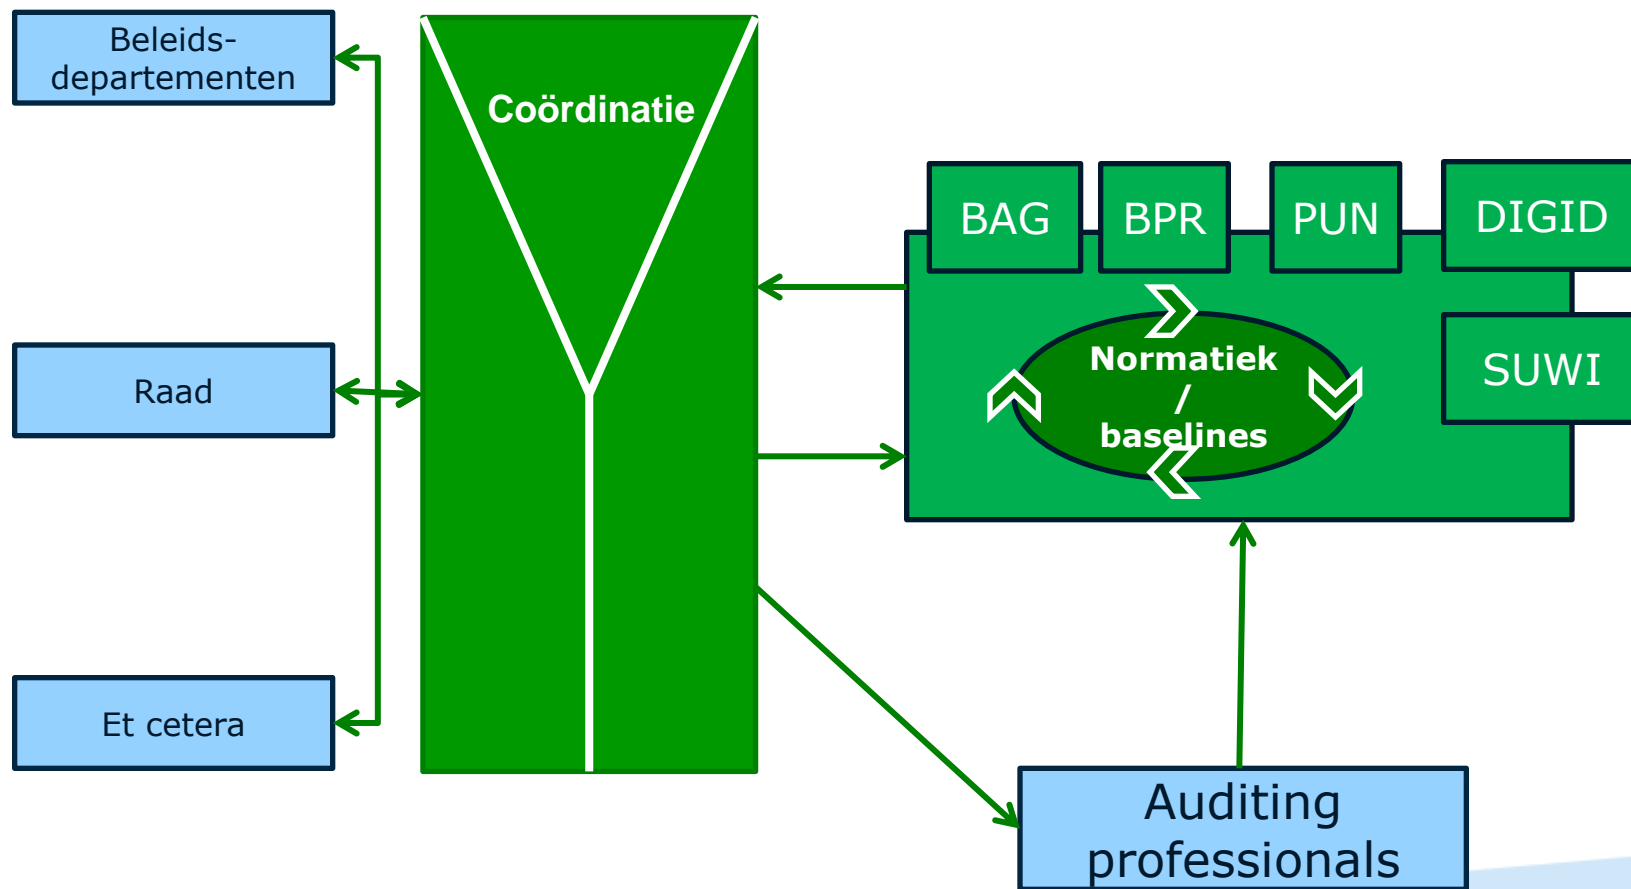 Beleids-
departementen
Coördinatie
BAG
BPR
PUN
DIGID
Raad
Normatiek
/
baselines
SUWI
Et cetera
Auditing
professionals